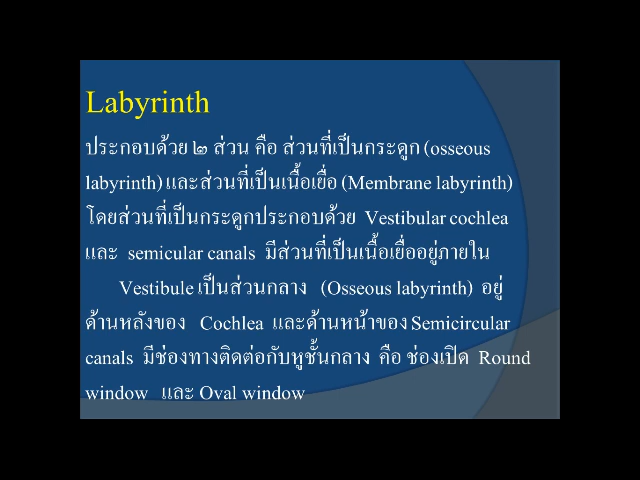 Labyrinth
ประกอบด้วย ๒ ส่วน คือ ส่วนที่เป็นกระดูก (osseous
labyrinth) และส่วนที่เป็นเนื้อเยื่อ (Membrane labyrinth)
โดยส่วนที่เป็นกระดูกประกอบด้วย Vestibular cochlea
และ semicular canals มีส่วนที่เป็นเนื้อเยื่ออยู่ภายใน
Vestibule เป็นส่วนกลาง (Osseous labyrinth) อยู่
ด้านหลังของ Cochlea และด้านหน้าของ Semicircular
canals มีช่องทางติดต่อกับหูชั้นกลาง คือ ช่องเปิด Round
window และ Oval window